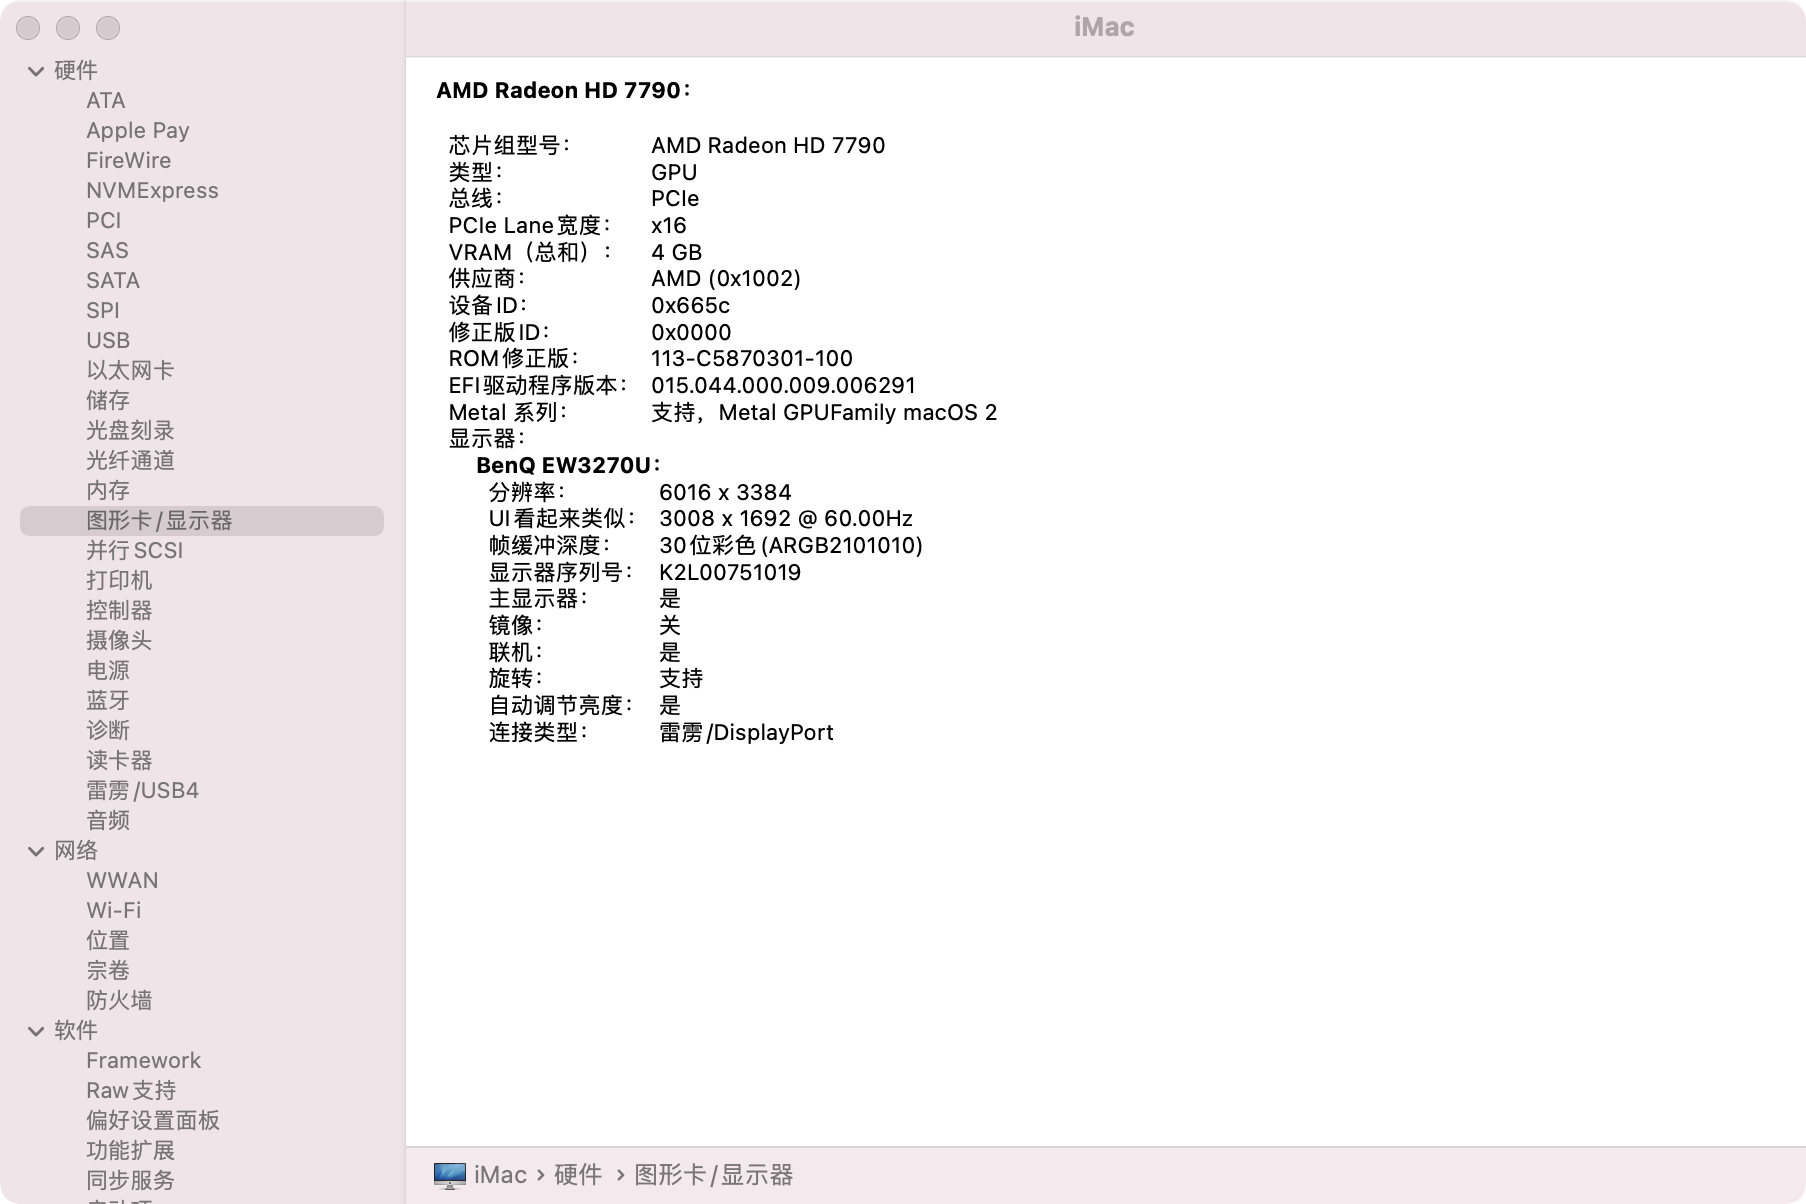 iMac
硬件
ATA
Apple Pay
FireWire
NVMExpress
PCI
SAS
SATA
SPI
USB
以太网卡
储存
光盘刻录
光纤通道
内存
图形卡/显示器
并行SCSI
打印机
控制器
摄像头
电源
蓝牙
诊断
读卡器
雷雳/USB4
音频
网络
WWAN
Wi-Fi
位置
宗卷
防火墙
软件
Framework
Raw支持
偏好设置面板
功能扩展
同步服务
AMD Radeon HD 7790：
芯片组型号： AMD Radeon HD 7790
类型： GPU
总线： PCIe
PCIe Lane宽度： x16
VRAM（总和）： 4 GB
供应商： AMD (0x1002)
设备ID： 0x665c
修正版ID： 0x0000
ROM修正版： 113-C5870301-100
EFI驱动程序版本： 015.044.000.009.006291
Metal 系列： 支持，Metal GPUFamily macOS 2
显示器：
BenQ EW3270U：
分辨率： 6016 x 3384
UI看起来类似： 3008 x 1692 @ 60.00Hz
帧缓冲深度： 30位彩色(ARGB2101010)
显示器序列号： K2L00751019
主显示器： 是
镜像： 关
联机： 是
旋转： 支持
自动调节亮度： 是
连接类型： 雷雳/DisplayPort
iMac › 硬件 › 图形卡/显示器